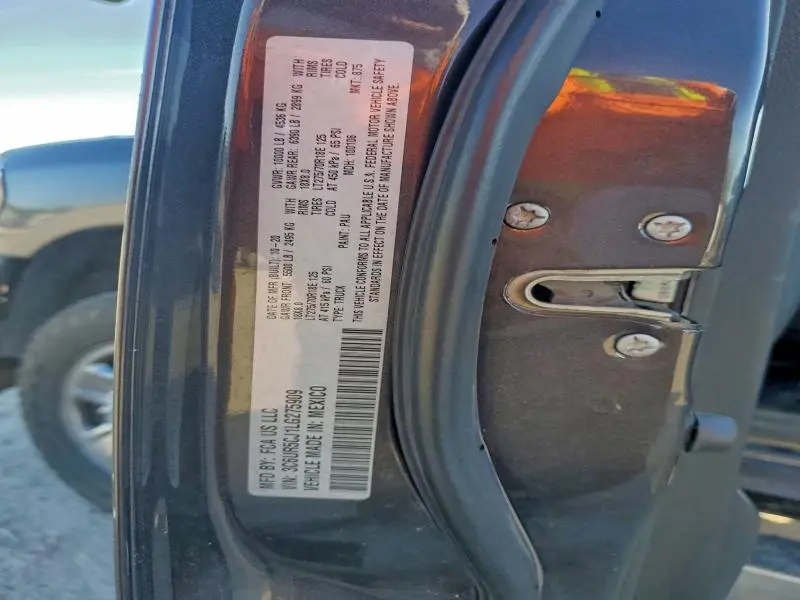 MFD BY: FCA US LLC
DATE OF MFR (BUILT): 10-20
GVWR: 10000 LB / 4536 KG
VIN: 3C6UR5CJ1LG275909
GAWR FRONT 5500 LB / 2495 KG WITH
GAWR REAR: 6390 LB / 2899 KG WITH
VEHICLE MADE IN: MEXICO
18X8.0 RIMS
18X8.0 RIMS
LT275/70R18E 125 TIRES
LT275/70R18E 125 TIRES
AT 415 kPa / 60 PSI COLD
AT 450 kPa / 65 PSI COLD
TYPE: TRUCK
PAINT: PAU
MDH: 100106
MKT: 875
THIS VEHICLE CONFORMS TO ALL APPLICABLE U.S.A. FEDERAL MOTOR VEHICLE SAFETY
STANDARDS IN EFFECT ON THE DATE OF MANUFACTURE SHOWN ABOVE.